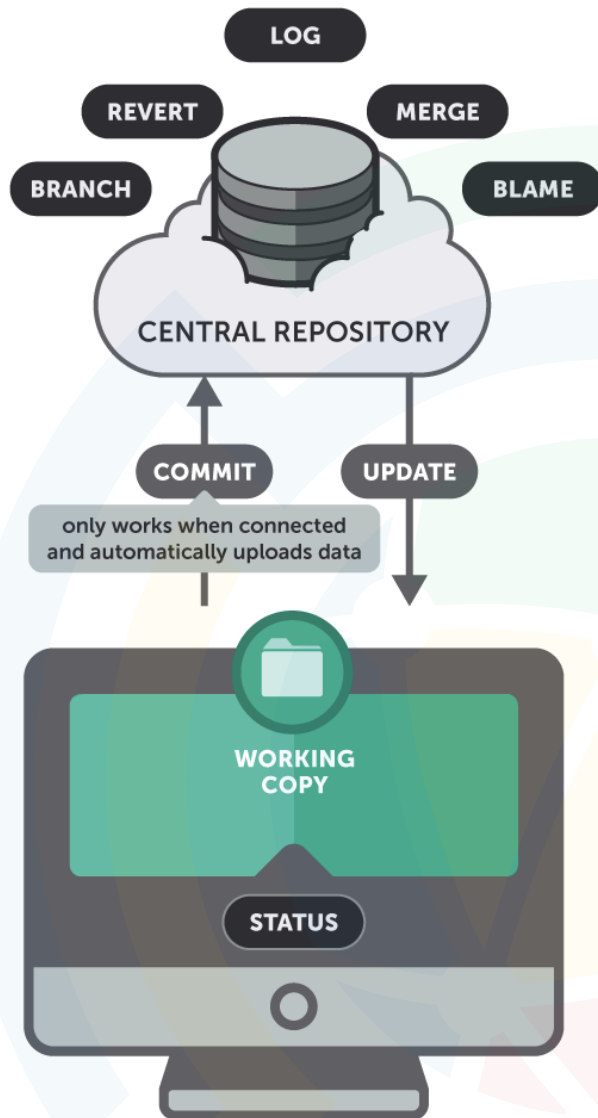 LOG
REVERT
MERGE
BRANCH
BLAME
CENTRAL REPOSITORY
COMMIT
UPDATE
only works when connected
and automatically uploads data
WORKING
COPY
STATUS